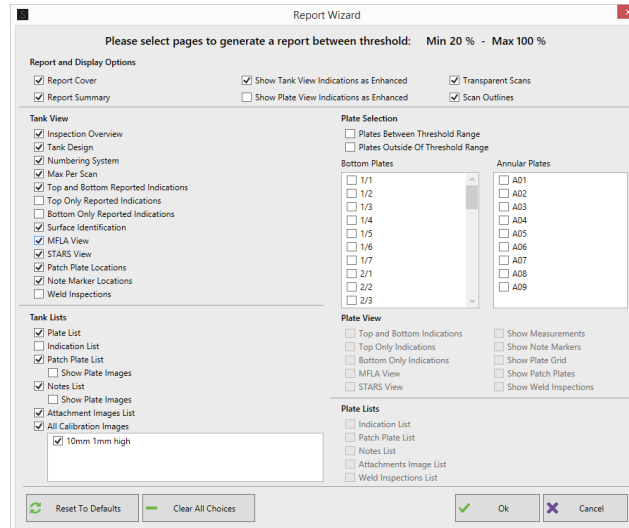 S
Report Wizard
x
Please select pages to generate a report between threshold: Min 20 % - Max 100 %
Report and Display Options
Report Cover
Show Tank View Indications as Enhanced
Transparent Scans
Report Summary
Show Plate View Indications as Enhanced
Scan Outlines
Tank View
Inspection Overview
Tank Design
Numbering System
Max Per Scan
Top and Bottom Reported Indications
Top Only Reported Indications
Bottom Only Reported Indications
Surface Identification
MFLA View
STARS View
Patch Plate Locations
Note Marker Locations
Weld Inspections
Plate Selection
Plates Between Threshold Range
Plates Outside Of Threshold Range
Bottom Plates
1/1
1/2
1/3
1/4
1/5
1/6
1/7
2/1
2/2
2/3
Annular Plates
A01
A02
A03
A04
A05
A06
A07
A08
A09
Tank Lists
Plate List
Indication List
Patch Plate List
Show Plate Images
Notes List
Show Plate Images
Attachment Images List
All Calibration Images
10mm 1mm high
Plate View
Top and Bottom Indications
Top Only Indications
Bottom Only Indications
MFLA View
STARS View
Show Measurements
Show Note Markers
Show Plate Grid
Show Patch Plates
Show Weld Inspections
Plate Lists
Indication List
Patch Plate List
Notes List
Attachments Image List
Weld Inspections List
Reset To Defaults
Clear All Choices
Ok
Cancel